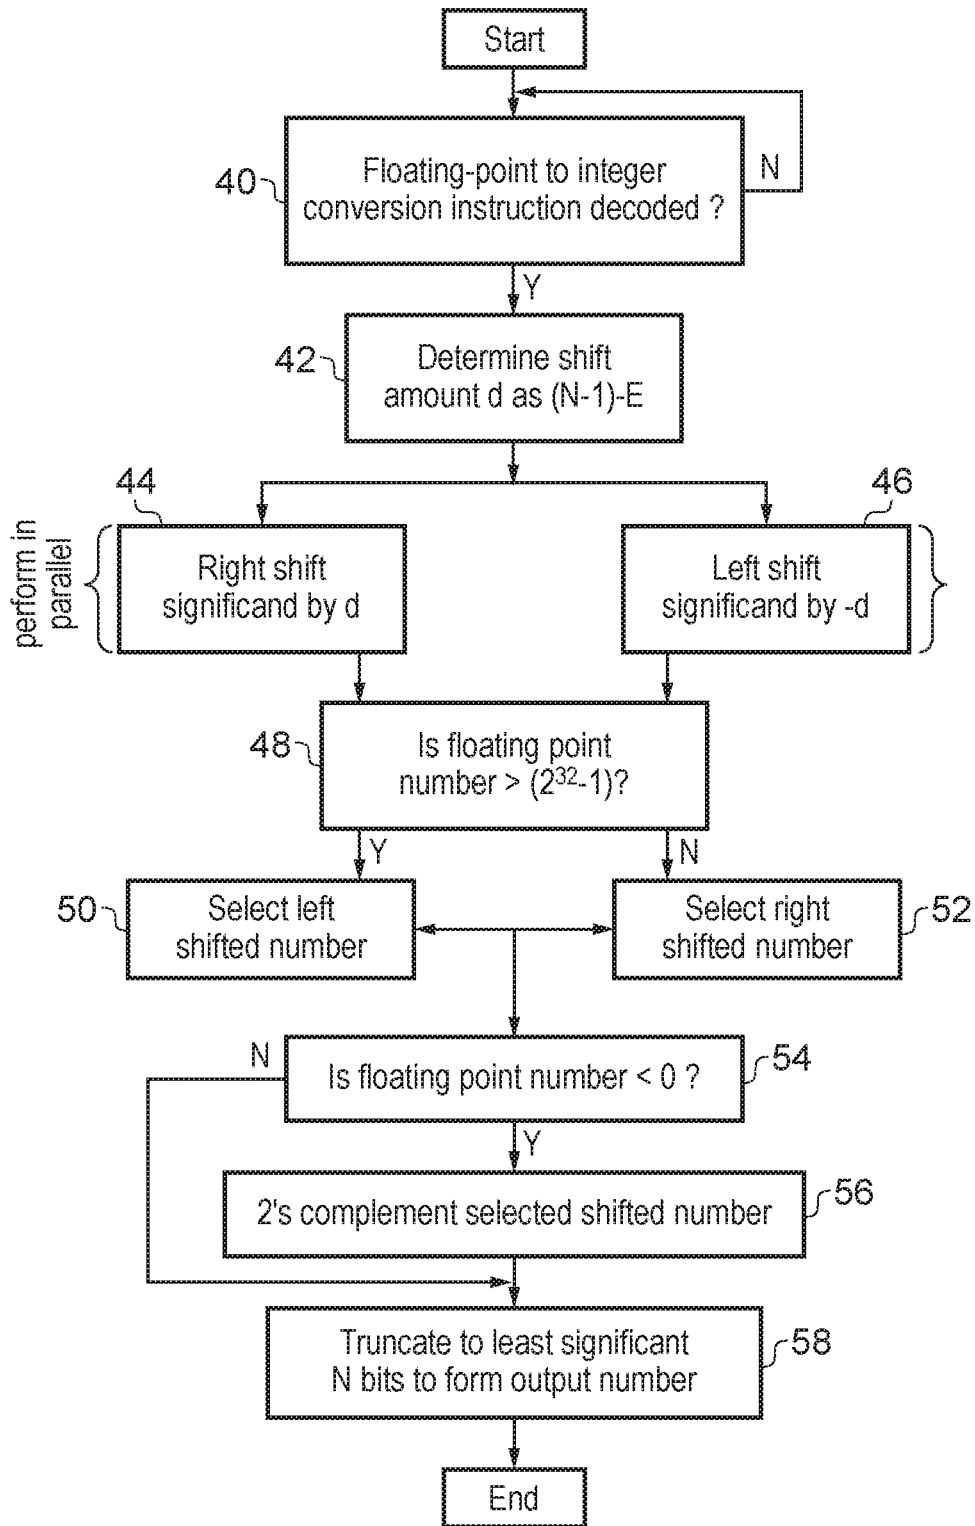 Start
40
Floating-point to integer
conversion instruction decoded ?
N
Y
42
Determine shift
amount d as (N-1)-E
44
46
perform in
parallel
Right shift
significand by d
Left shift
significand by -d
48
Is floating point
number > (2³²-1)?
Y
N
50
Select left
shifted number
Select right
shifted number
52
N
Is floating point number < 0 ?
54
Y
2's complement selected shifted number
56
Truncate to least significant
N bits to form output number
58
End